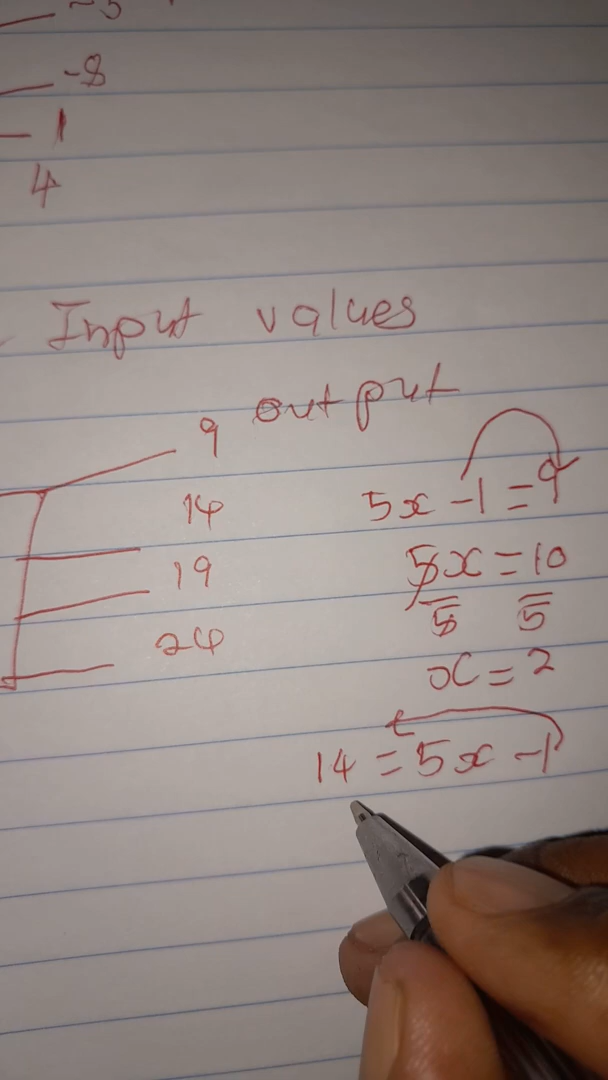 -3
-8
1
4
Input values
output
9
14
19
24
5x - 1 = 9
5x = 10
5 5
x = 2
14 = 5x - 1